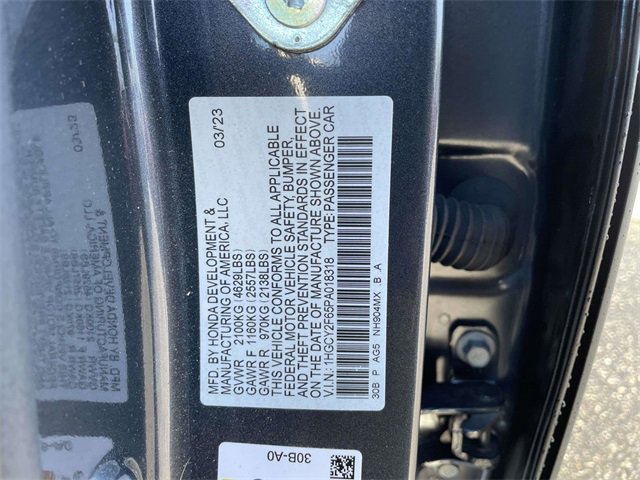 MFD. BY HONDA DEVELOPMENT & 03/23
MANUFACTURING OF AMERICA, LLC
GVWR 2100KG (4629LBS)
GAWR F 1160KG (2557LBS)
GAWR R 970KG (2138LBS)
THIS VEHICLE CONFORMS TO ALL APPLICABLE
FEDERAL MOTOR VEHICLE SAFETY, BUMPER,
AND THEFT PREVENTION STANDARDS IN EFFECT
ON THE DATE OF MANUFACTURE SHOWN ABOVE.
V.I.N.: 1HGCY2F65PA018318 TYPE: PASSENGER CAR
30B P AG5 NH904MX .B .A
30B-A0